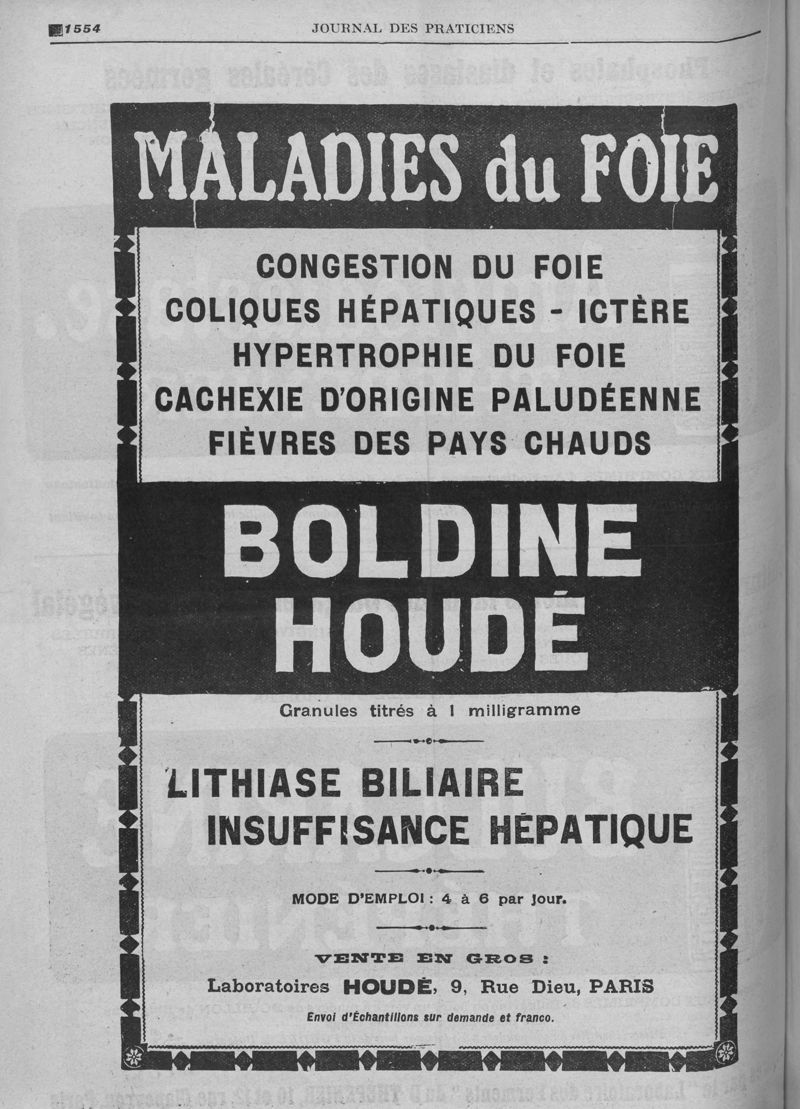 1554
JOURNAL DES PRATICIENS
MALADIES du FOIE
CONGESTION DU FOIE
COLIQUES HÉPATIQUES - ICTÈRE
HYPERTROPHIE DU FOIE
CACHEXIE D'ORIGINE PALUDÉENNE
FIÈVRES DES PAYS CHAUDS
BOLDINE
HOUDÉ
Granules titrés à 1 milligramme
LITHIASE BILIAIRE
INSUFFISANCE HÉPATIQUE
MODE D'EMPLOI : 4 à 6 par jour.
VENTE EN GROS :
Laboratoires HOUDÉ, 9, Rue Dieu, PARIS
Envoi d'Échantillons sur demande et franco.